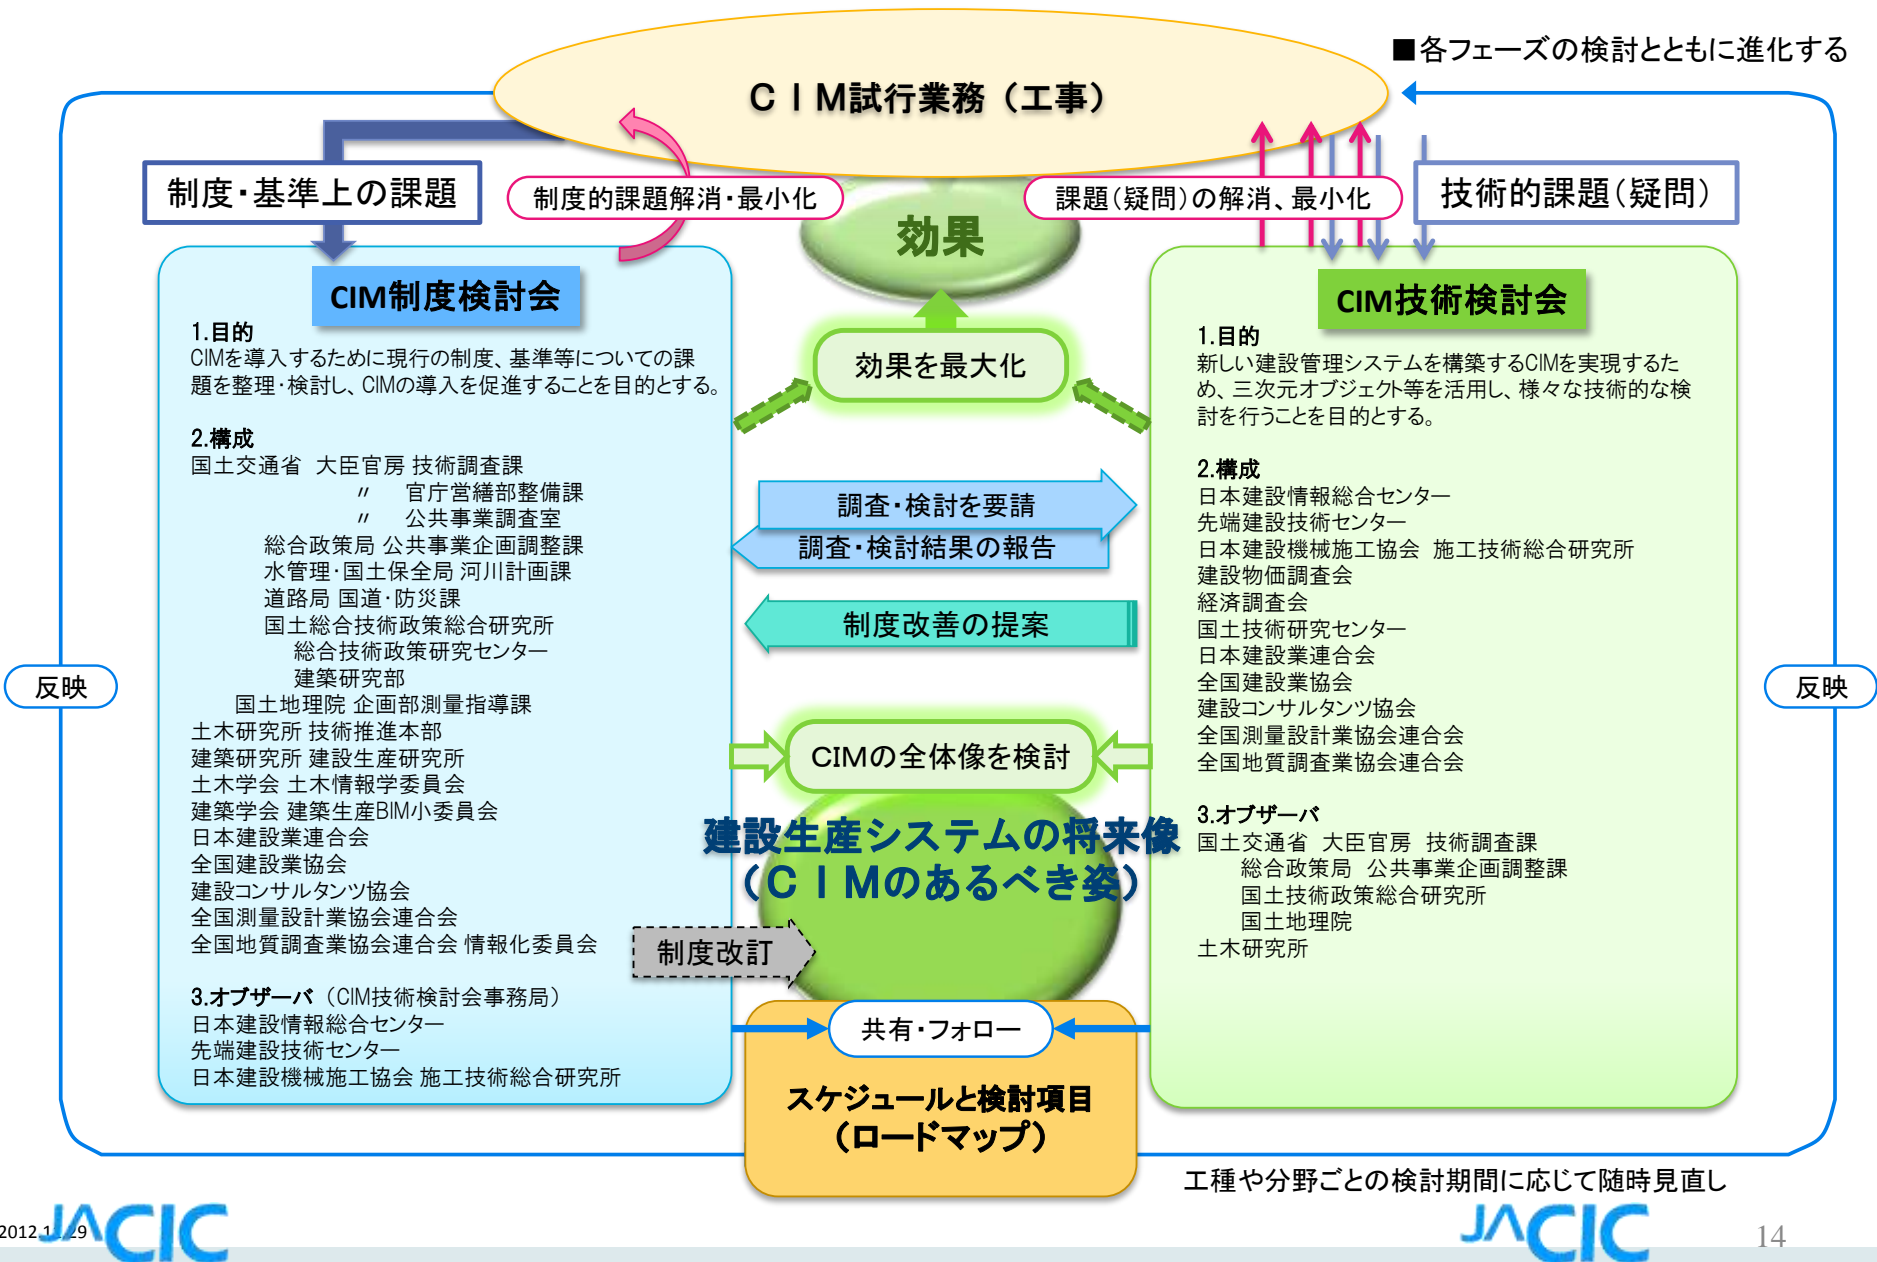 ■各フェーズの検討とともに進化する
ＣＩＭ試行業務（工事）
制度・基準上の課題
制度的課題解消・最小化
課題（疑問）の解消、最小化
技術的課題（疑問）
効果
CIM制度検討会
1.目的
CIMを導入するために現行の制度、基準等についての課
題を整理・検討し、CIMの導入を促進することを目的とする。
2.構成
国土交通省 大臣官房 技術調査課
〃 官庁営繕部整備課
〃 公共事業調査室
総合政策局 公共事業企画調整課
水管理・国土保全局 河川計画課
道路局 国道・防災課
国土総合技術政策総合研究所
総合技術政策研究センター
建築研究部
国土地理院 企画部測量指導課
土木研究所 技術推進本部
建築研究所 建設生産研究所
土木学会 土木情報学委員会
建築学会 建築生産BIM小委員会
日本建設業連合会
全国建設業協会
建設コンサルタンツ協会
全国測量設計業協会連合会
全国地質調査業協会連合会 情報化委員会
3.オブザーバ（CIM技術検討会事務局）
日本建設情報総合センター
先端建設技術センター
日本建設機械施工協会 施工技術総合研究所
効果を最大化
調査・検討を要請
調査・検討結果の報告
制度改善の提案
CIMの全体像を検討
建設生産システムの将来像
（ＣＩＭのあるべき姿）
制度改訂
共有・フォロー
スケジュールと検討項目
（ロードマップ）
CIM技術検討会
1.目的
新しい建設管理システムを構築するCIMを実現するた
め、三次元オブジェクト等を活用し、様々な技術的な検
討を行うことを目的とする。
2.構成
日本建設情報総合センター
先端建設技術センター
日本建設機械施工協会 施工技術総合研究所
建設物価調査会
経済調査会
国土技術研究センター
日本建設業連合会
全国建設業協会
建設コンサルタンツ協会
全国測量設計業協会連合会
全国地質調査業協会連合会
3.オブザーバ
国土交通省 大臣官房 技術調査課
総合政策局 公共事業企画調整課
国土技術政策総合研究所
国土地理院
土木研究所
反映
反映
工種や分野ごとの検討期間に応じて随時見直し
JACIC
JACIC
14